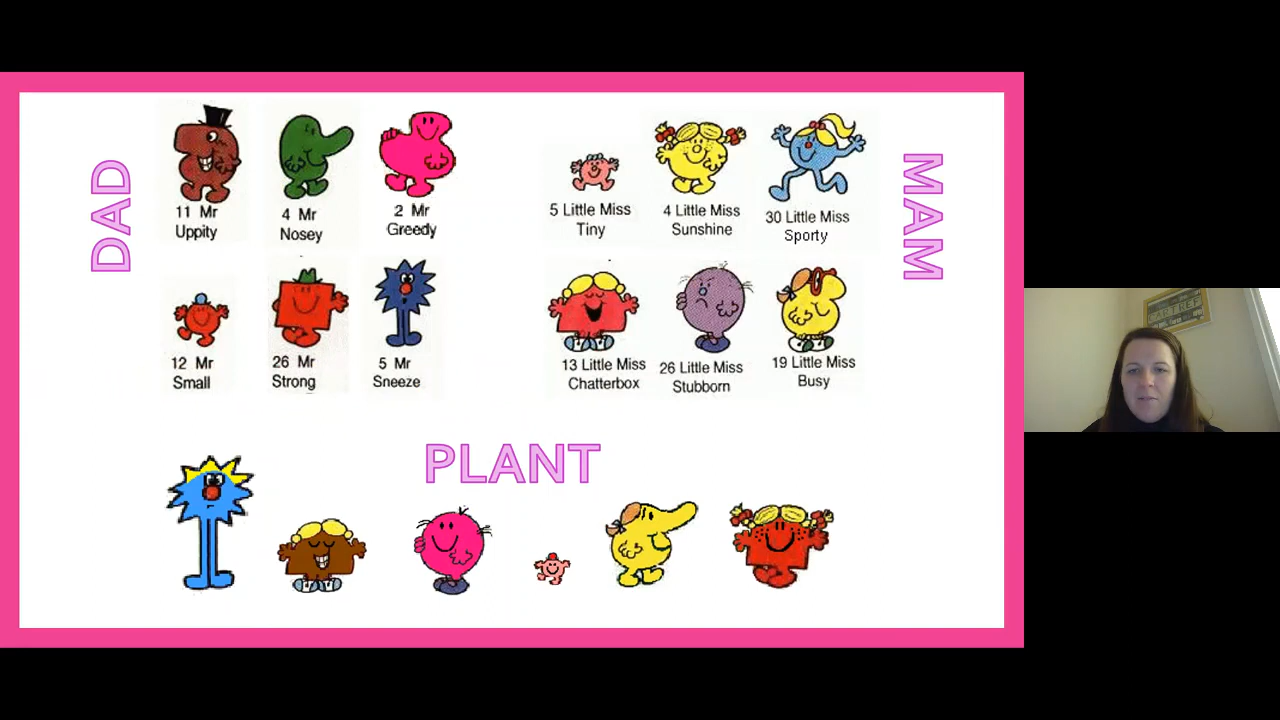 DAD
MAM
11 Mr
Uppity
4 Mr
Nosey
2 Mr
Greedy
5 Little Miss
Tiny
4 Little Miss
Sunshine
30 Little Miss
Sporty
12 Mr
Small
26 Mr
Strong
5 Mr
Sneeze
13 Little Miss
Chatterbox
26 Little Miss
Stubborn
19 Little Miss
Busy
PLANT
CARTREF